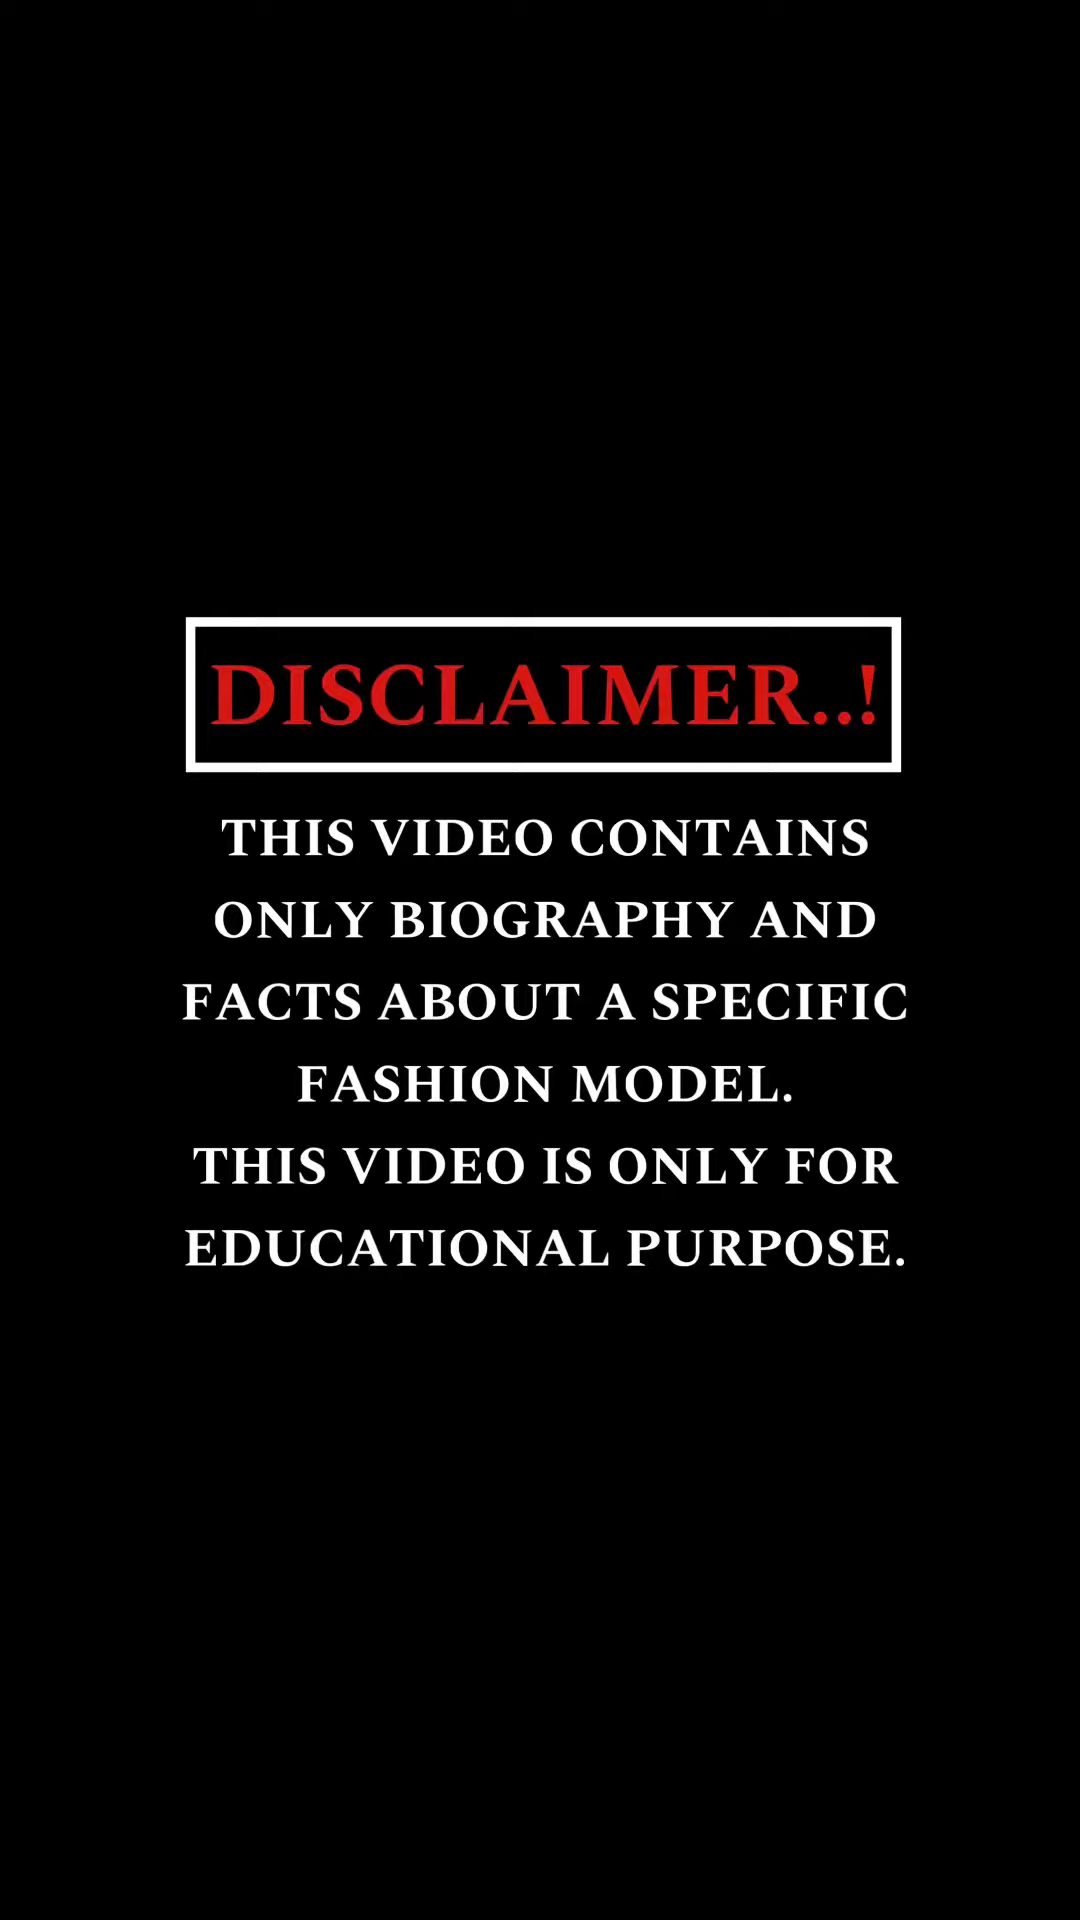 DISCLAIMER..!
THIS VIDEO CONTAINS
ONLY BIOGRAPHY AND
FACTS ABOUT A SPECIFIC
FASHION MODEL.
THIS VIDEO IS ONLY FOR
EDUCATIONAL PURPOSE.